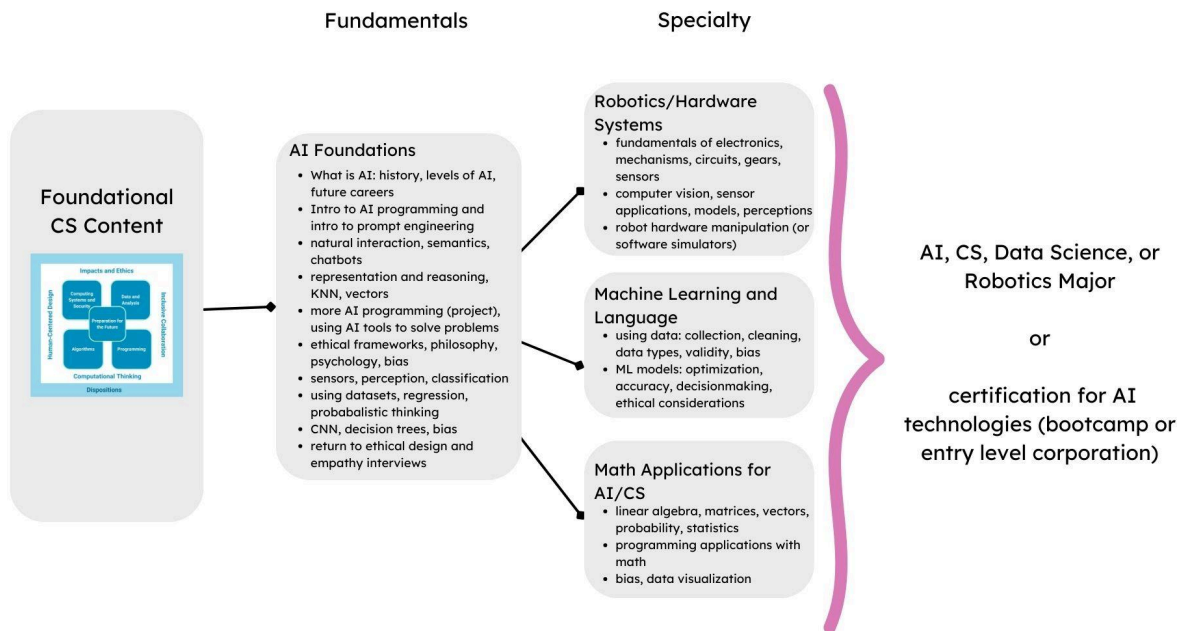 Fundamentals
Specialty
Foundational
CS Content
Impacts and Ethics
Human-Centered Design
Computing
Systems and
Security
Data and
Analysis
Preparation for
the Future
Algorithms
Programming
Inclusive Collaboration
Computational Thinking
Dispositions
AI Foundations
• What is AI: history, levels of AI,
future careers
• Intro to AI programming and
intro to prompt engineering
• natural interaction, semantics,
chatbots
• representation and reasoning,
KNN, vectors
• more AI programming (project),
using AI tools to solve problems
• ethical frameworks, philosophy,
psychology, bias
• sensors, perception, classification
• using datasets, regression,
probabalistic thinking
• CNN, decision trees, bias
• return to ethical design and
empathy interviews
Robotics/Hardware
Systems
• fundamentals of electronics,
mechanisms, circuits, gears,
sensors
• computer vision, sensor
applications, models, perceptions
• robot hardware manipulation (or
software simulators)
Machine Learning and
Language
• using data: collection, cleaning,
data types, validity, bias
• ML models: optimization,
accuracy, decisionmaking,
ethical considerations
Math Applications for
AI/CS
• linear algebra, matrices, vectors,
probability, statistics
• programming applications with
math
• bias, data visualization
AI, CS, Data Science, or
Robotics Major
or
certification for AI
technologies (bootcamp or
entry level corporation)